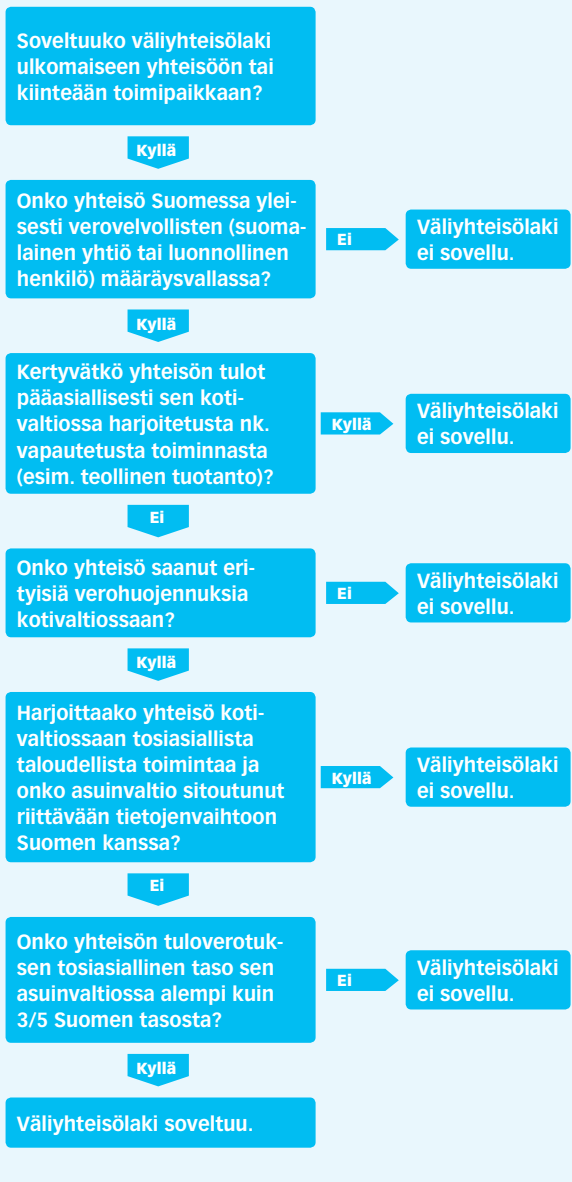 Soveltuuko väliyhteisölaki
ulkomaiseen yhteisöön tai
kiinteään toimipaikkaan?
Kyllä
Onko yhteisö Suomessa ylei-
sesti verovelvollisten (suoma-
lainen yhtiö tai luonnollinen
henkilö) määräysvallassa?
Ei
Väliyhteisölaki
ei sovellu.
Kyllä
Kertyvätkö yhteisön tulot
pääasiallisesti sen koti-
valtiossa harjoitetusta nk.
vapautetusta toiminnasta
(esim. teollinen tuotanto)?
Kyllä
Väliyhteisölaki
ei sovellu.
Ei
Onko yhteisö saanut eri-
tyisiä verohuojennuksia
kotivaltiossaan?
Ei
Väliyhteisölaki
ei sovellu.
Kyllä
Harjoittaako yhteisö koti-
valtiossaan tosiasiallista
taloudellista toimintaa ja
onko asuinvaltio sitoutunut
riittävään tietojenvaihtoon
Suomen kanssa?
Kyllä
Väliyhteisölaki
ei sovellu.
Ei
Onko yhteisön tuloverotuk-
sen tosiasiallinen taso sen
asuinvaltiossa alempi kuin
3/5 Suomen tasosta?
Ei
Väliyhteisölaki
ei sovellu.
Kyllä
Väliyhteisölaki soveltuu.